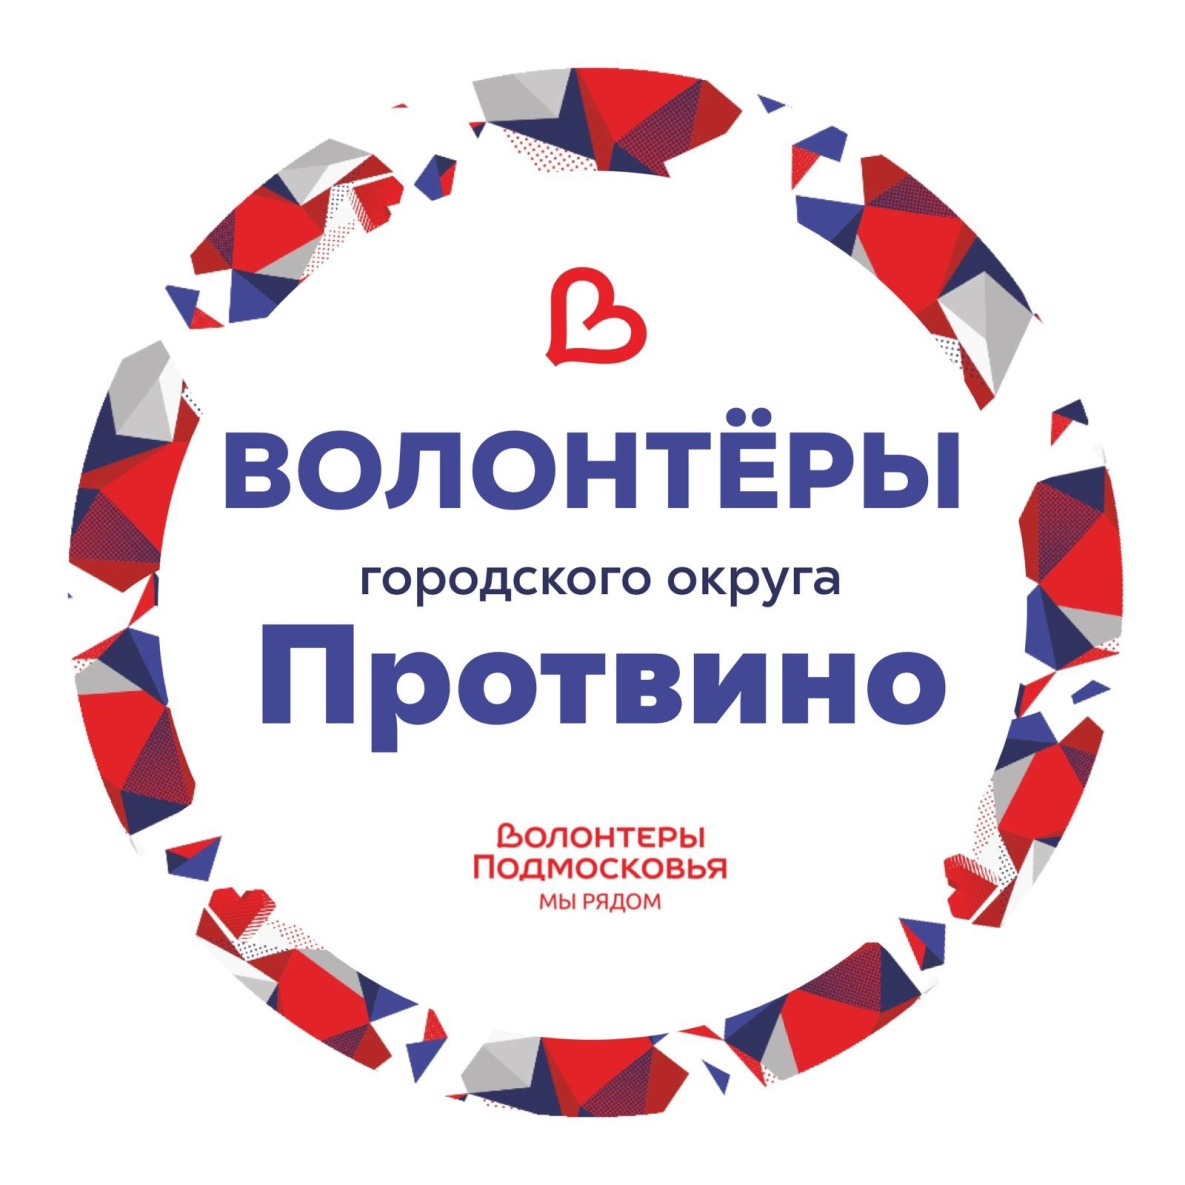 ВОЛОНТЁРЫ
городского округа
Протвино
ВОЛОНТЕРЫ
ПОДМОСКОВЬЯ
МЫ РЯДОМ